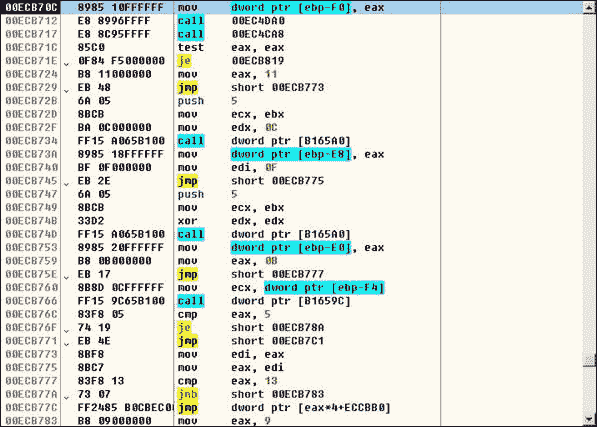 00ECB70C 8985 10FFFFFF mov dword ptr [ebp-F0], eax
00ECB712 E8 8996FFFF call 00EC4DA0
00ECB717 E8 8C95FFFF call 00EC4CA8
00ECB71C 85C0 test eax, eax
00ECB71E 0F84 F5000000 je 00ECB819
00ECB724 B8 11000000 mov eax, 11
00ECB729 EB 48 jmp short 00ECB773
00ECB72B 6A 05 push 5
00ECB72D 8BCB mov ecx, ebx
00ECB72F BA 0C000000 mov edx, 0C
00ECB734 FF15 A065B100 call dword ptr [B165A0]
00ECB73A 8985 18FFFFFF mov dword ptr [ebp-E8], eax
00ECB740 BF 0F000000 mov edi, 0F
00ECB745 EB 2E jmp short 00ECB775
00ECB747 6A 05 push 5
00ECB749 8BCB mov ecx, ebx
00ECB74B 33D2 xor edx, edx
00ECB74D FF15 A065B100 call dword ptr [B165A0]
00ECB753 8985 20FFFFFF mov dword ptr [ebp-E0], eax
00ECB759 B8 0B000000 mov eax, 0B
00ECB75E EB 17 jmp short 00ECB777
00ECB760 8B8D 0CFFFFFF mov ecx, dword ptr [ebp-F4]
00ECB766 FF15 9C65B100 call dword ptr [B1659C]
00ECB76C 83F8 05 cmp eax, 5
00ECB76F 74 19 je short 00ECB78A
00ECB771 EB 4E jmp short 00ECB7C1
00ECB773 8BF8 mov edi, eax
00ECB775 8BC7 mov eax, edi
00ECB777 83F8 13 cmp eax, 13
00ECB77A 73 07 jnb short 00ECB783
00ECB77C FF2485 B0CBEC0 jmp dword ptr [eax*4+ECCBB0]
00ECB783 B8 09000000 mov eax, 9